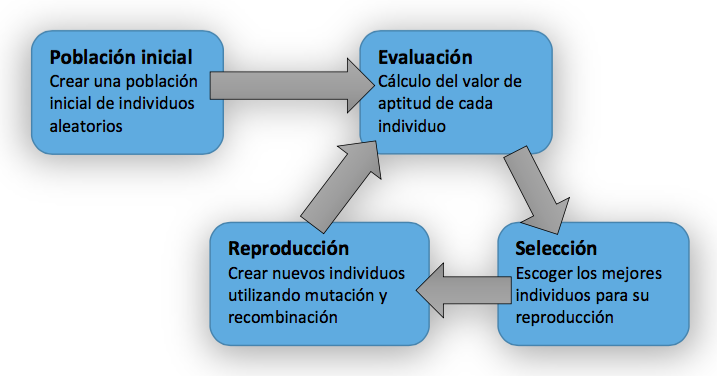 Población inicial
Crear una población
inicial de individuos
aleatorios
Evaluación
Cálculo del valor de
aptitud de cada
individuo
Selección
Escoger los mejores
individuos para su
reproducción
Reproducción
Crear nuevos individuos
utilizando mutación y
recombinación